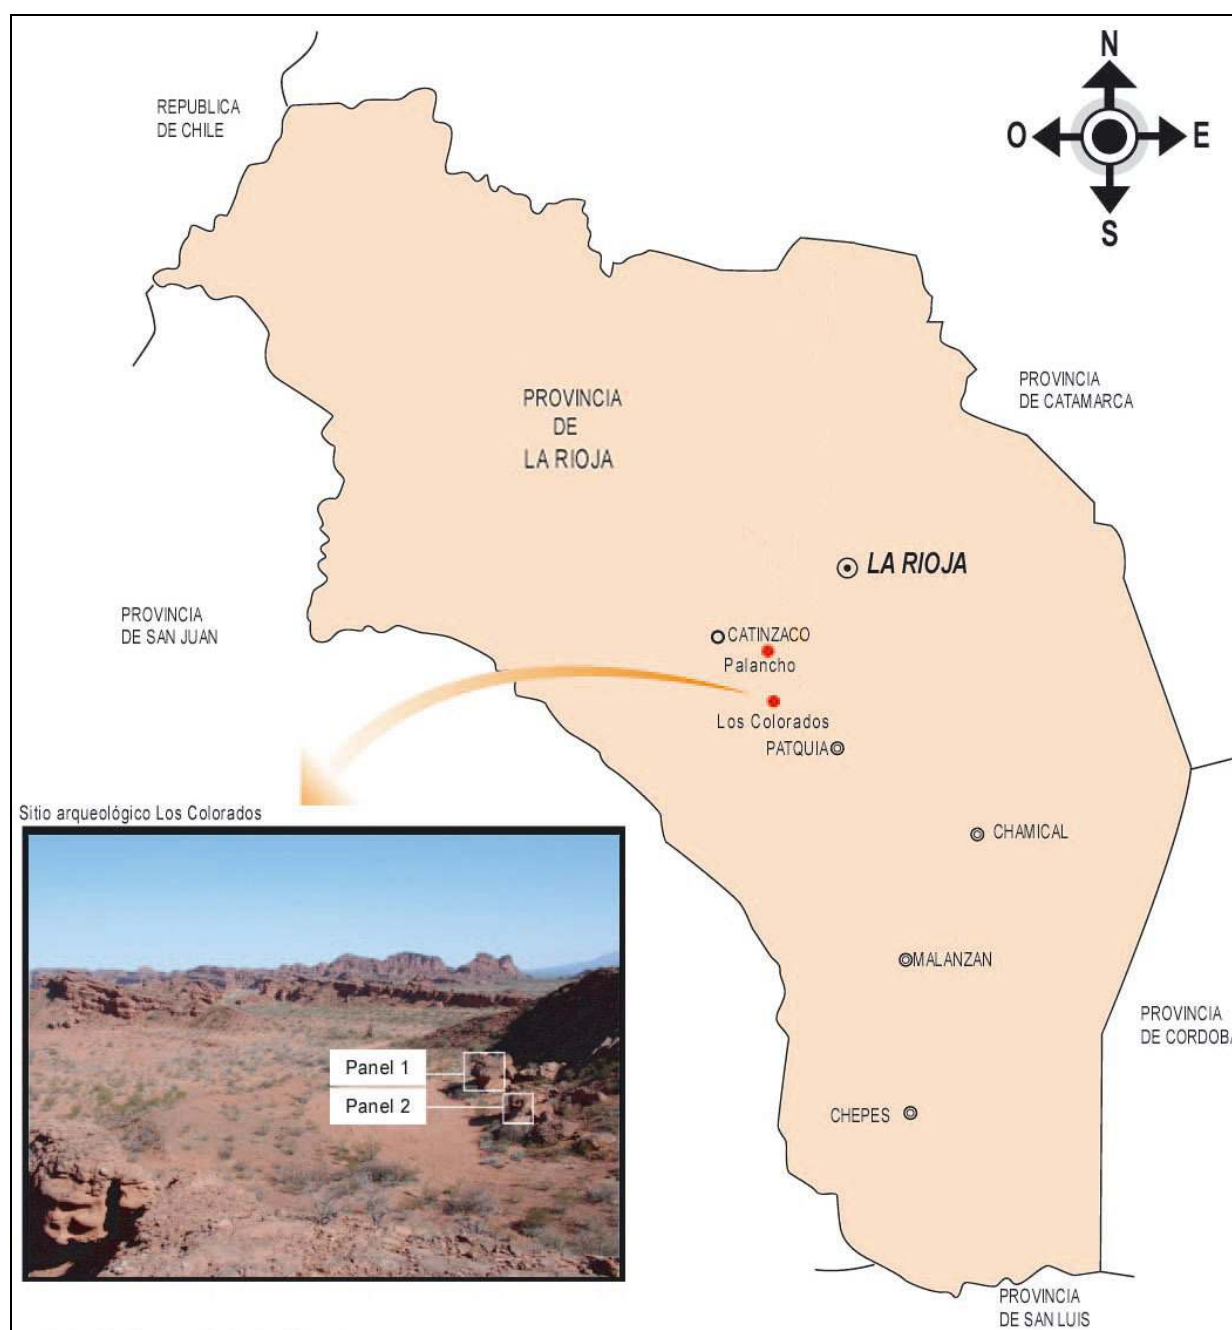 N
REPUBLICA
DE CHILE
O
E
S
PROVINCIA
DE CATAMARCA
PROVINCIA
DE
LA RIOJA
LA RIOJA
PROVINCIA
DE SAN JUAN
CATINZACO
Palancho
Los Colorados
PATQUIA
Sitio arqueológico Los Colorados
CHAMICAL
MALANZAN
PROVINCIA
DE CORDOBA
Panel 1
Panel 2
CHEPES
PROVINCIA
DE SAN LUIS